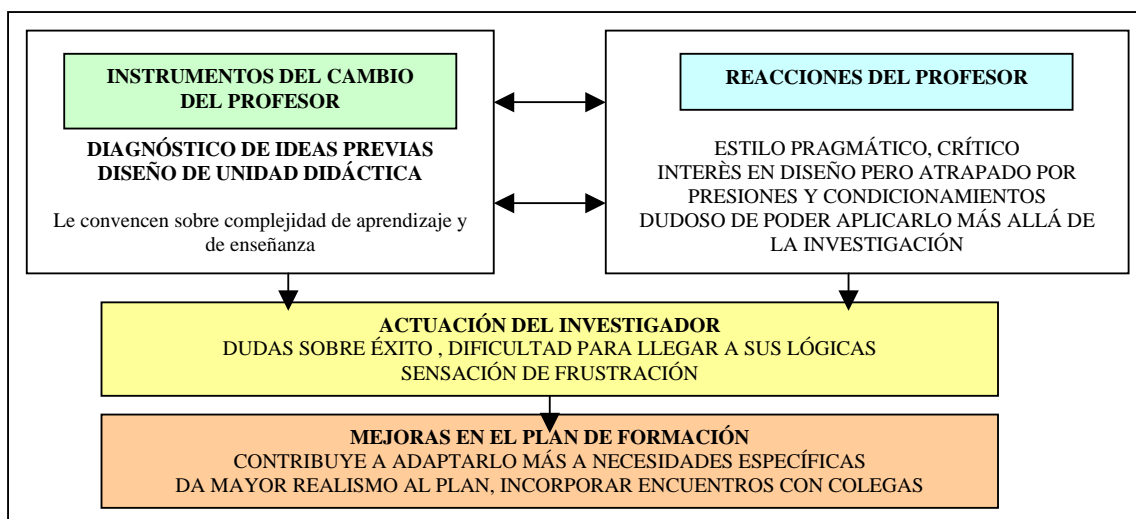 INSTRUMENTOS DEL CAMBIO
DEL PROFESOR
DIAGNÓSTICO DE IDEAS PREVIAS
DISEÑO DE UNIDAD DIDÁCTICA
Le convencen sobre complejidad de aprendizaje y
de enseñanza
REACCIONES DEL PROFESOR
ESTILO PRAGMÁTICO, CRÍTICO
INTERÈS EN DISEÑO PERO ATRAPADO POR
PRESIONES Y CONDICIONAMIENTOS
DUDOSO DE PODER APLICARLO MÁS ALLÁ DE
LA INVESTIGACIÓN
ACTUACIÓN DEL INVESTIGADOR
DUDAS SOBRE ÉXITO , DIFICULTAD PARA LLEGAR A SUS LÓGICAS
SENSACIÓN DE FRUSTRACIÓN
MEJORAS EN EL PLAN DE FORMACIÓN
CONTRIBUYE A ADAPTARLO MÁS A NECESIDADES ESPECÍFICAS
DA MAYOR REALISMO AL PLAN, INCORPORAR ENCUENTROS CON COLEGAS